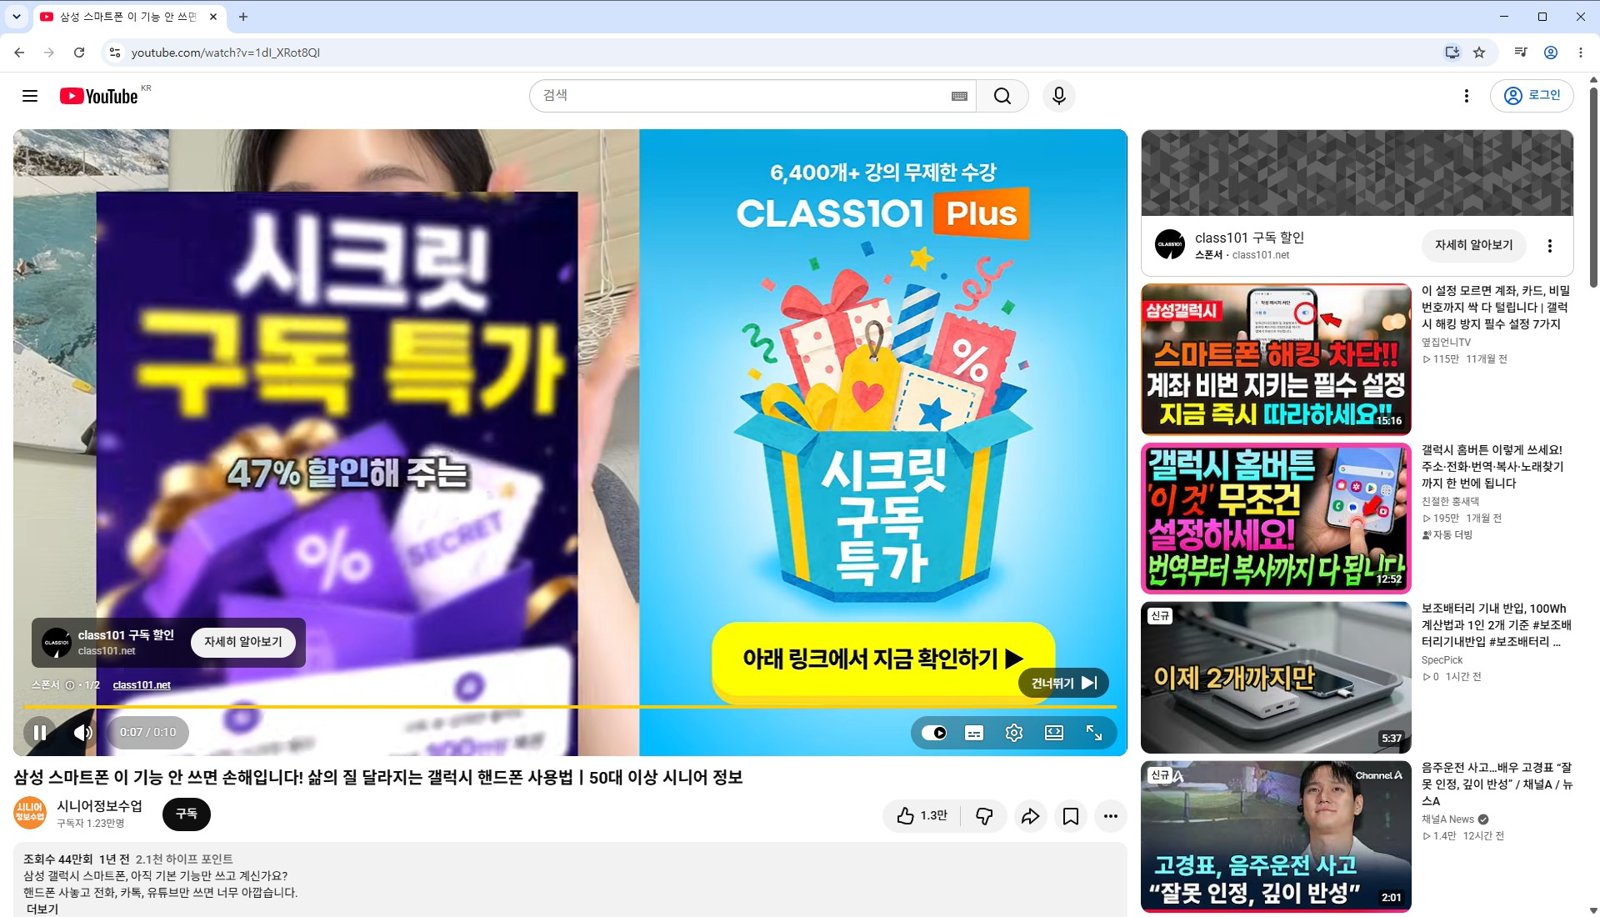 삼성 스마트폰 이 기능 안 쓰면
youtube.com/watch?v=1dI_XRot8QI
YouTube KR
검색
로그인
시크릿
구독 특가
47% 할인해 주는
SECRET
%
6,400개+ 강의 무제한 수강
CLASS101 Plus
%
시크릿
구독
특가
아래 링크에서 지금 확인하기 ▶
건너뛰기
CLASS101
class101 구독 할인
class101.net
자세히 알아보기
스폰서 · 1/2 class101.net
0:07 / 0:10
삼성 스마트폰 이 기능 안 쓰면 손해입니다! 삶의 질 달라지는 갤럭시 핸드폰 사용법ㅣ50대 이상 시니어 정보
시니어
정보수업
시니어정보수업
구독자 1.23만명
구독
1.3만
조회수 44만회 1년 전 2.1천 하이프 포인트
삼성 갤럭시 스마트폰, 아직 기본 기능만 쓰고 계신가요?
핸드폰 사놓고 전화, 카톡, 유튜브만 쓰면 너무 아깝습니다.
더보기
CLASS101
class101 구독 할인
스폰서 · class101.net
자세히 알아보기
삼성갤럭시
스마트폰 해킹 차단!!
계좌 비번 지키는 필수 설정
지금 즉시 따라하세요!!
15:16
이 설정 모르면 계좌, 카드, 비밀
번호까지 싹 다 털립니다 | 갤럭
시 해킹 방지 필수 설정 7가지
옆집언니TV
115만 11개월 전
갤럭시 홈버튼
'이 것' 무조건
설정하세요!
번역부터 복사까지 다 됩니다
12:52
갤럭시 홈버튼 이렇게 쓰세요!
주소·전화·번역·복사·노래찾기
까지 한 번에 됩니다
친절한 홍새댁
195만 1개월 전
자동 더빙
신규
이제 2개까지만
5:37
보조배터리 기내 반입, 100Wh
계산법과 1인 2개 기준 #보조배
터리기내반입 #보조배터리 ...
SpecPick
0 1시간 전
신규
Channel A
고경표, 음주운전 사고
“잘못 인정, 깊이 반성”
2:01
음주운전 사고…배우 고경표 “잘
못 인정, 깊이 반성” / 채널A / 뉴
스A
채널A News
1.4만 12시간 전